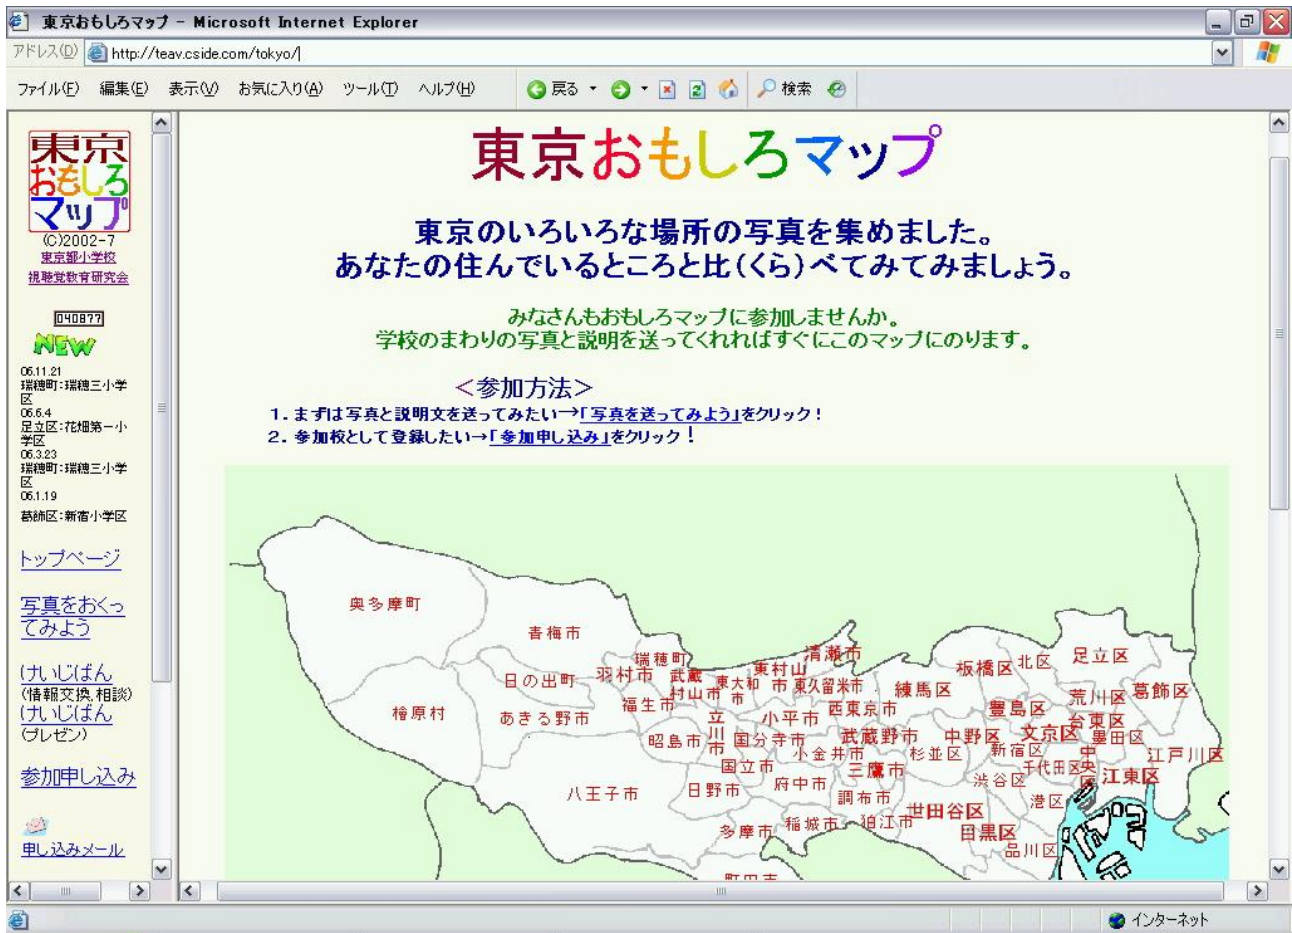 東京おもしろマップ - Microsoft Internet Explorer
アドレス(D) http://teav.cside.com/tokyo/
ファイル(F) 編集(E) 表示(V) お気に入り(A) ツール(T) ヘルプ(H) 戻る 検索
東京
おもしろ
マップ
(C)2002-7
東京都小学校
視聴覚教育研究会
040877
NEW
06.11.21
瑞穂町:瑞穂三小学
区
06.6.4
足立区:花畑第一小
学区
06.3.23
瑞穂町:瑞穂三小学
区
06.1.19
葛飾区:新宿小学区
トップページ
写真をおくっ
てみよう
けいじばん
(情報交換,相談)
けいじばん
(プレゼン)
参加申し込み
申し込みメール
東京おもしろマップ
東京のいろいろな場所の写真を集めました。
あなたの住んでいるところと比(くら)べてみてみましょう。
みなさんもおもしろマップに参加しませんか。
学校のまわりの写真と説明を送ってくれればすぐにこのマップにのります。
<参加方法>
1. まずは写真と説明文を送ってみたい→「写真を送ってみよう」をクリック!
2. 参加校として登録したい→「参加申し込み」をクリック!
奥多摩町
青梅市
瑞穂町
清瀬市
板橋区
北区
足立区
日の出町
羽村市
武蔵
村山市
東大和
市
東村山
市
東久留米市
練馬区
荒川区
葛飾区
檜原村
あきる野市
福生市
立
川
市
小平市
西東京市
豊島区
台東区
昭島市
国分寺市
武蔵野市
中野区
文京区
墨田区
小金井市
杉並区
新宿区
中
央
区
江戸川区
国立市
三鷹市
千代田区
江東区
八王子市
日野市
府中市
調布市
渋谷区
港区
世田谷区
多摩市
稲城市
狛江市
目黒区
品川区
町田市
インターネット